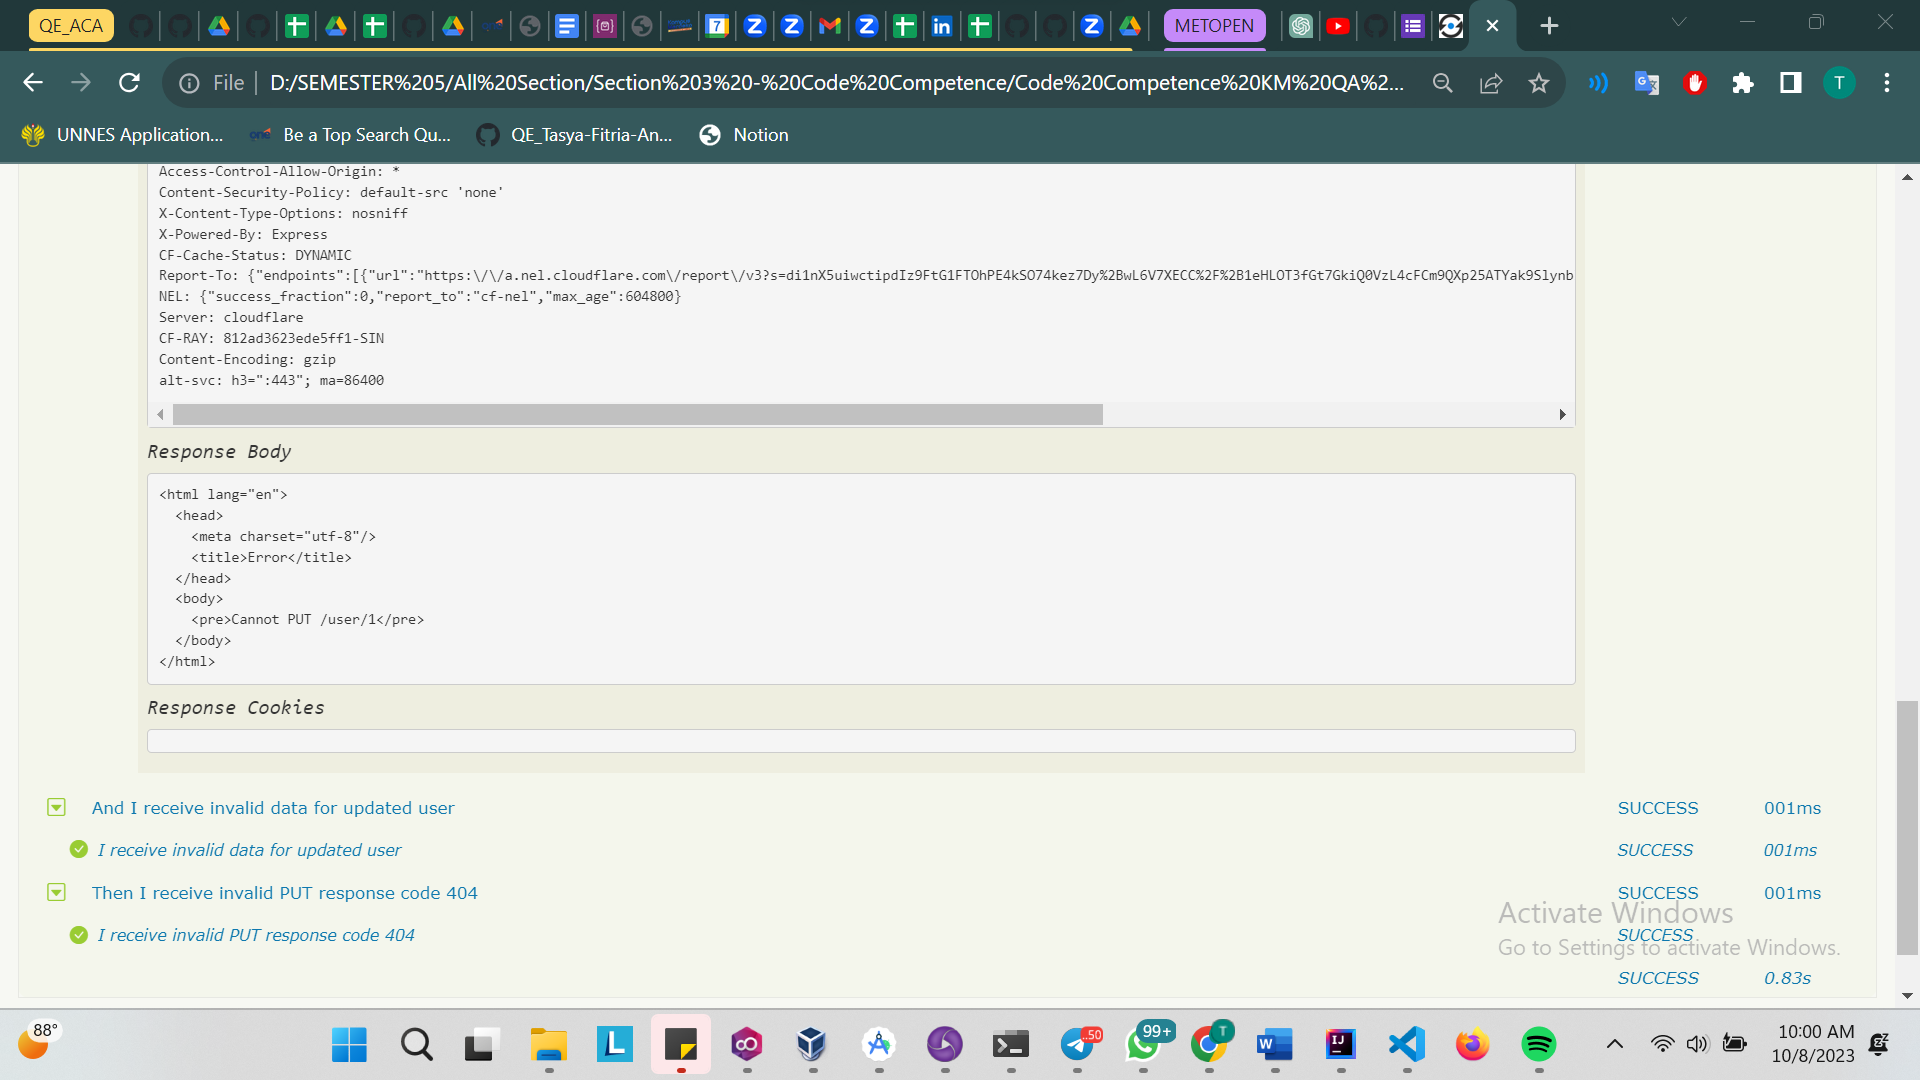 QE_ACA
METOPEN
File
D:/SEMESTER%205/All%20Section/Section%203%20-%20Code%20Competence/Code%20Competence%20KM%20QA%2...
T
UNNES Application...
one
Be a Top Search Qu...
QE_Tasya-Fitria-An...
Notion
Access-Control-Allow-Origin: *
Content-Security-Policy: default-src 'none'
X-Content-Type-Options: nosniff
X-Powered-By: Express
CF-Cache-Status: DYNAMIC
Report-To: {"endpoints":[{"url":"https:\/\/a.nel.cloudflare.com\/report\/v3?s=di1nX5uiwctipdIz9FtG1FTOhPE4kSO74kez7Dy%2BwL6V7XECC%2F%2B1eHLOT3fGt7GkiQ0VzL4cFCm9QXp25ATYak9Slynb
NEL: {"success_fraction":0,"report_to":"cf-nel","max_age":604800}
Server: cloudflare
CF-RAY: 812ad3623ede5ff1-SIN
Content-Encoding: gzip
alt-svc: h3=":443"; ma=86400
Response Body
<html lang="en">
<head>
<meta charset="utf-8"/>
<title>Error</title>
</head>
<body>
<pre>Cannot PUT /user/1</pre>
</body>
</html>
Response Cookies
And I receive invalid data for updated user SUCCESS 001ms
I receive invalid data for updated user SUCCESS 001ms
Then I receive invalid PUT response code 404 SUCCESS 001ms
I receive invalid PUT response code 404 SUCCESS
SUCCESS 0.83s
Activate Windows
Go to Settings to activate Windows.
88°
50
99+
T
10:00 AM
10/8/2023